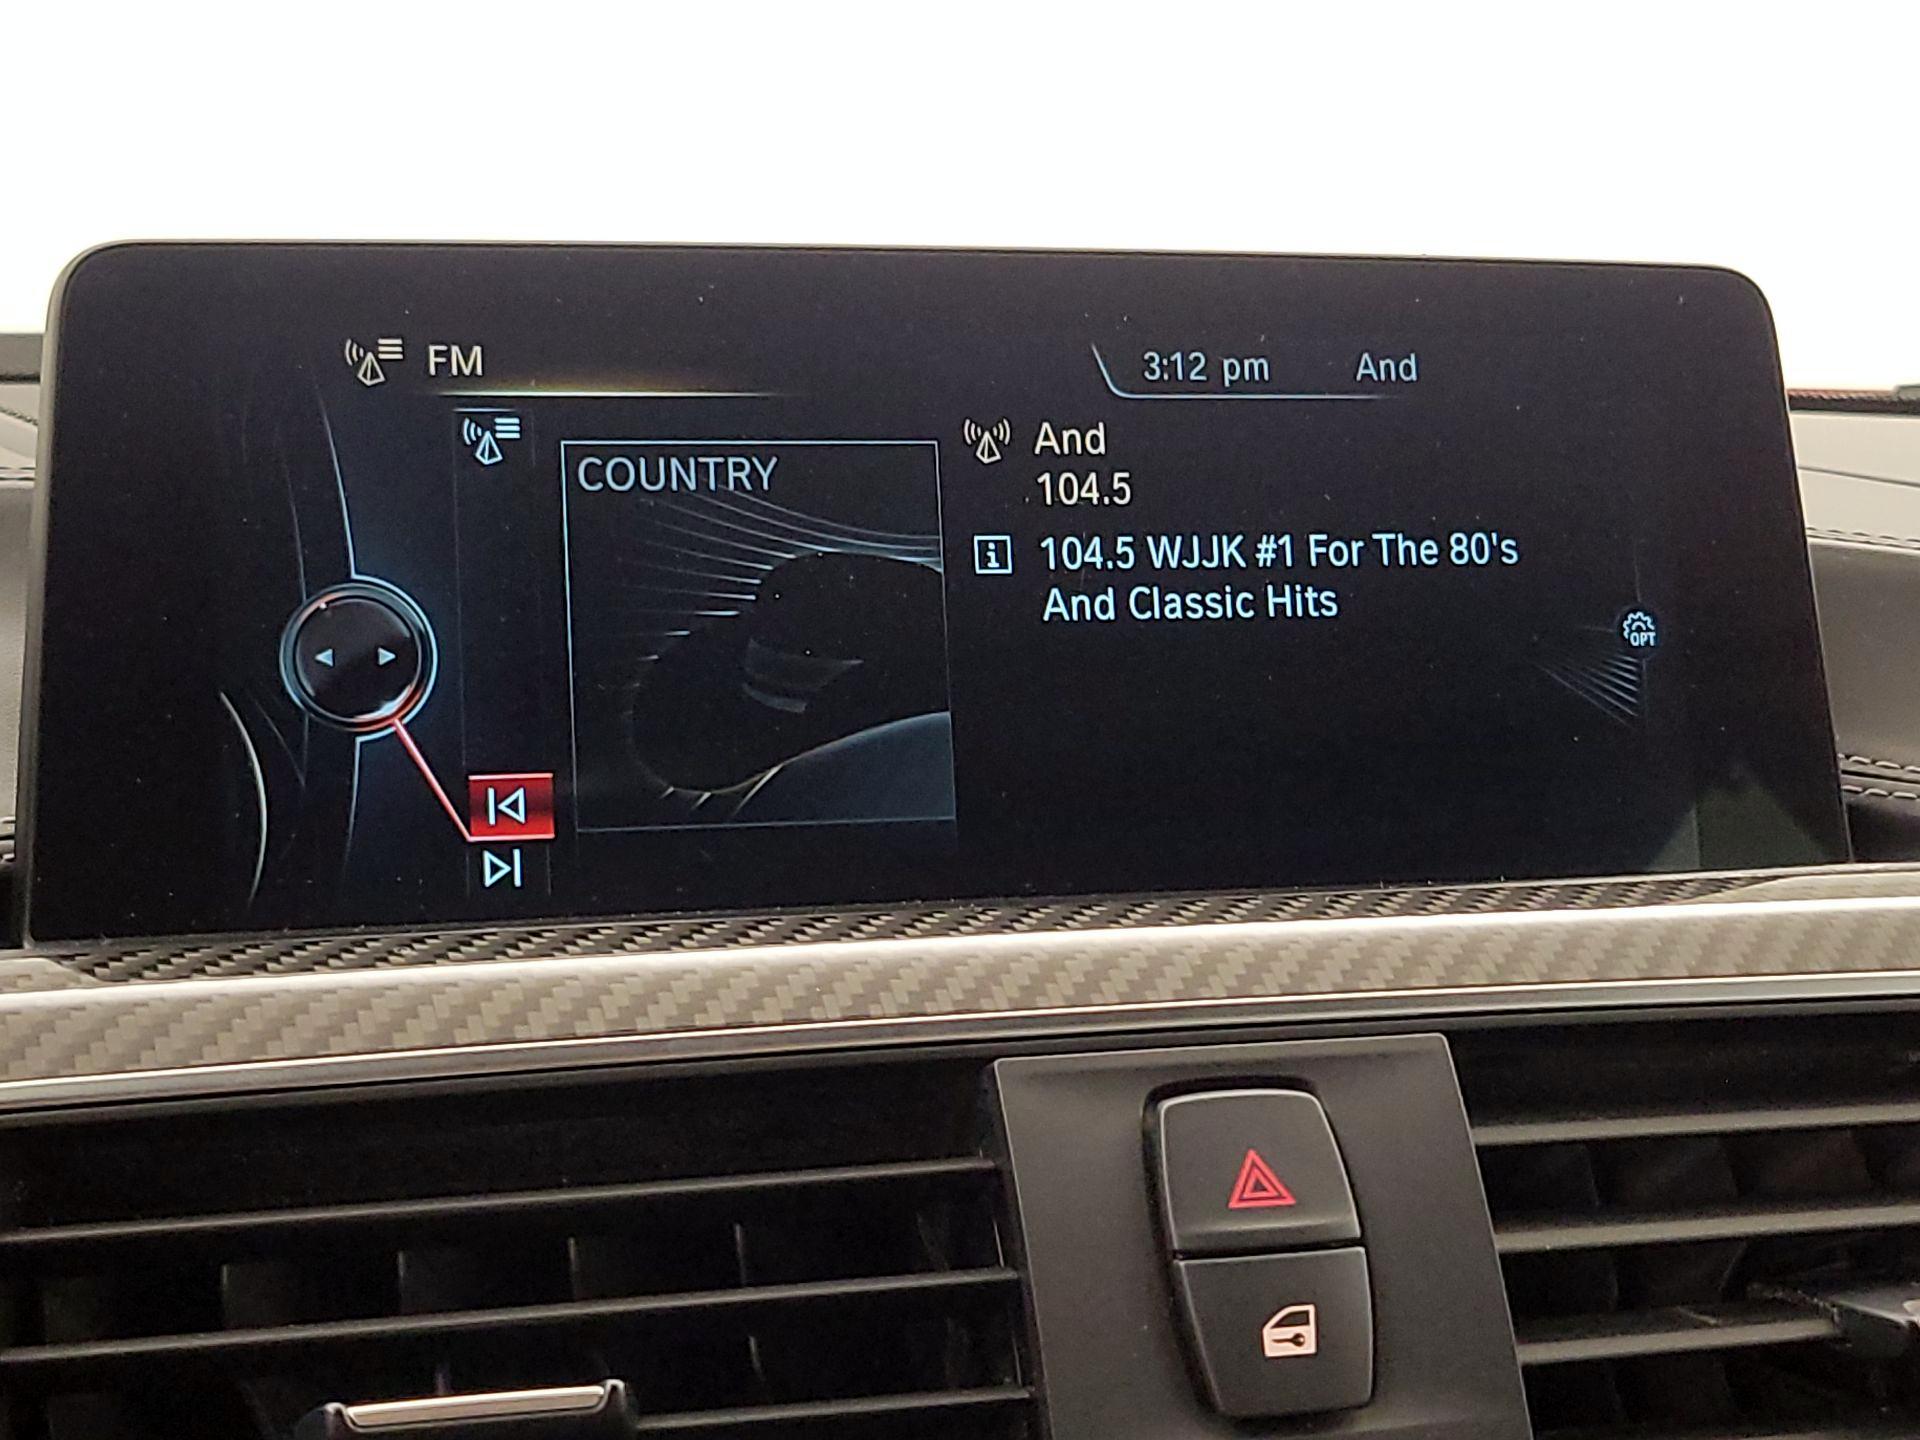 FM
3:12 pm And
COUNTRY
And
104.5
104.5 WJJK #1 For The 80's
And Classic Hits
OPT